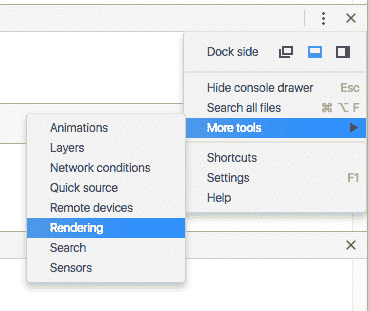 Dock side
Hide console drawer Esc
Search all files ⌘ ⌥ F
More tools
Shortcuts
Settings F1
Help
Animations
Layers
Network conditions
Quick source
Remote devices
Rendering
Search
Sensors